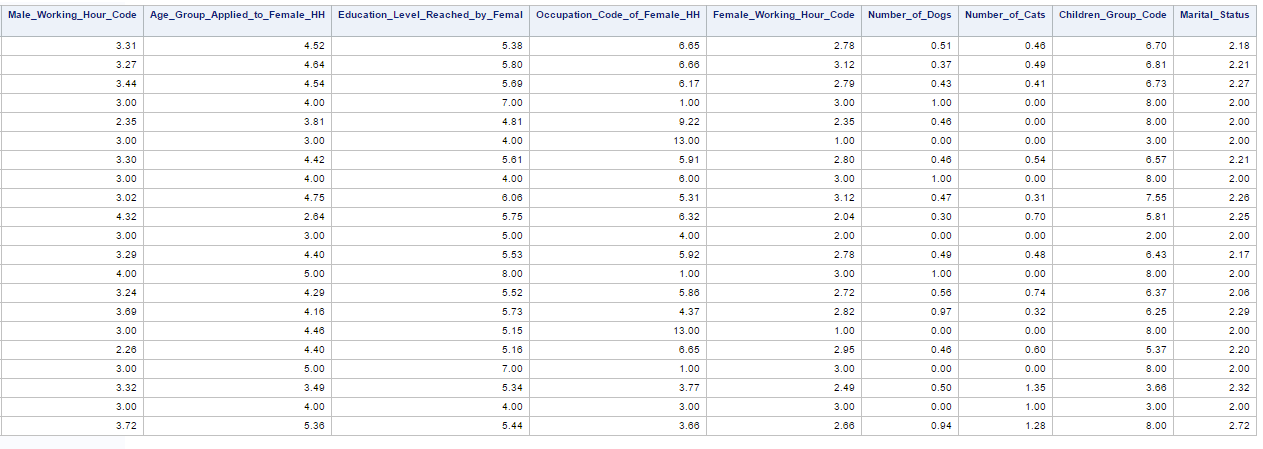 Male_Working_Hour_Code Age_Group_Applied_to_Female_HH Education_Level_Reached_by_Femal Occupation_Code_of_Female_HH Female_Working_Hour_Code Number_of_Dogs Number_of_Cats Children_Group_Code Marital_Status
3.31 4.52 5.38 6.65 2.78 0.51 0.46 6.70 2.18
3.27 4.64 5.80 6.66 3.12 0.37 0.49 6.81 2.21
3.44 4.54 5.69 6.17 2.79 0.43 0.41 6.73 2.27
3.00 4.00 7.00 1.00 3.00 1.00 0.00 8.00 2.00
2.35 3.81 4.81 9.22 2.35 0.46 0.00 8.00 2.00
3.00 3.00 4.00 13.00 1.00 0.00 0.00 3.00 2.00
3.30 4.42 5.61 5.91 2.80 0.46 0.54 6.57 2.21
3.00 4.00 4.00 6.00 3.00 1.00 0.00 8.00 2.00
3.02 4.75 6.06 5.31 3.12 0.47 0.31 7.55 2.26
4.32 2.64 5.75 6.32 2.04 0.30 0.70 5.81 2.25
3.00 3.00 5.00 4.00 2.00 0.00 0.00 2.00 2.00
3.29 4.40 5.53 5.92 2.78 0.49 0.48 6.43 2.17
4.00 5.00 8.00 1.00 3.00 1.00 0.00 8.00 2.00
3.24 4.29 5.52 5.86 2.72 0.56 0.74 6.37 2.06
3.69 4.16 5.73 4.37 2.82 0.97 0.32 6.25 2.29
3.00 4.46 5.15 13.00 1.00 0.00 0.00 8.00 2.00
2.26 4.40 5.16 6.65 2.95 0.46 0.60 5.37 2.20
3.00 5.00 7.00 1.00 3.00 0.00 0.00 8.00 2.00
3.32 3.49 5.34 3.77 2.49 0.50 1.35 3.66 2.32
3.00 4.00 4.00 3.00 3.00 0.00 1.00 3.00 2.00
3.72 5.36 5.44 3.66 2.66 0.94 1.28 8.00 2.72